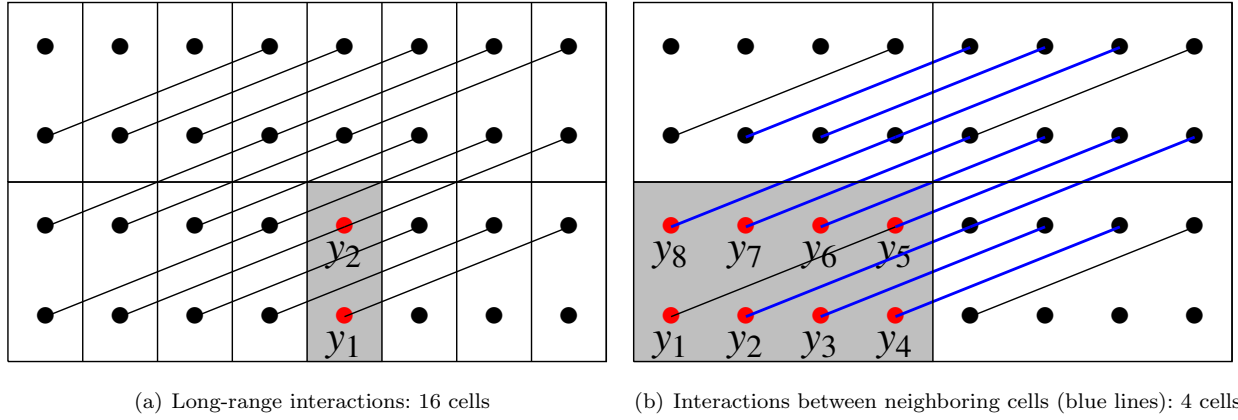 y2
y1
y8 y7 y6 y5
y1 y2 y3 y4
(a) Long-range interactions: 16 cells
(b) Interactions between neighboring cells (blue lines): 4 cells